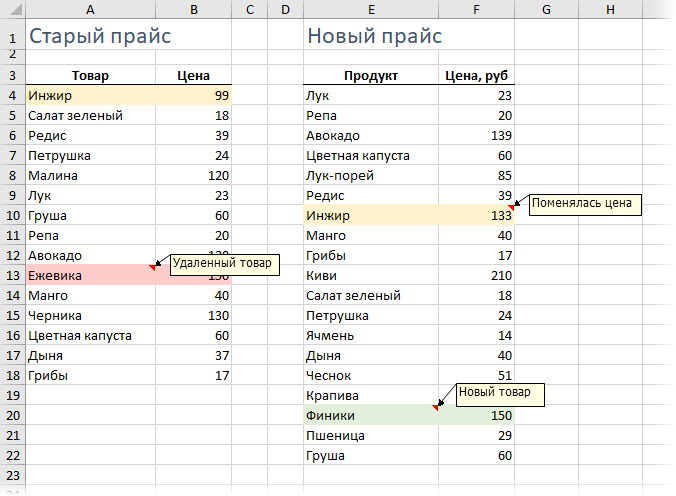 A B C D E F G H
1 Старый прайс Новый прайс
2
3 Товар Цена Продукт Цена, руб
4 Инжир 99 Лук 23
5 Салат зеленый 18 Репа 20
6 Редис 39 Авокадо 139
7 Петрушка 24 Цветная капуста 60
8 Малина 120 Лук-порей 85
9 Лук 23 Редис 39 Поменялась цена
10 Груша 60 Инжир 133
11 Репа 20 Манго 40
12 Авокадо Удаленный товар Грибы 17
13 Ежевика Киви 210
14 Манго 40 Салат зеленый 18
15 Черника 130 Петрушка 24
16 Цветная капуста 60 Ячмень 14
17 Дыня 37 Дыня 40
18 Грибы 17 Чеснок 51
19 Крапива Новый товар
20 Финики 150
21 Пшеница 29
22 Груша 60
23